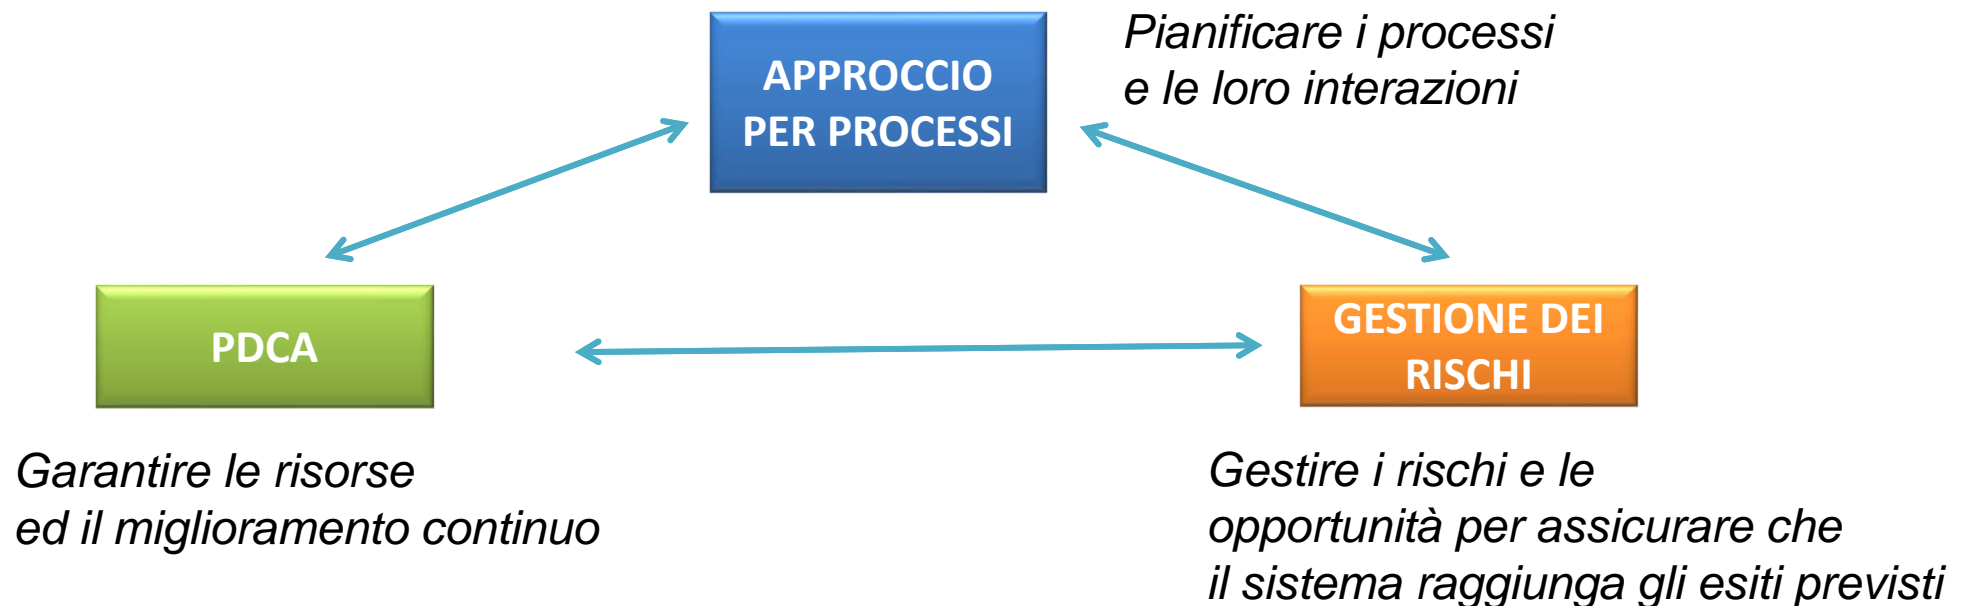 APPROCCIO
PER PROCESSI
Pianificare i processi
e le loro interazioni
PDCA
GESTIONE DEI
RISCHI
Garantire le risorse
ed il miglioramento continuo
Gestire i rischi e le
opportunità per assicurare che
il sistema raggiunga gli esiti previsti